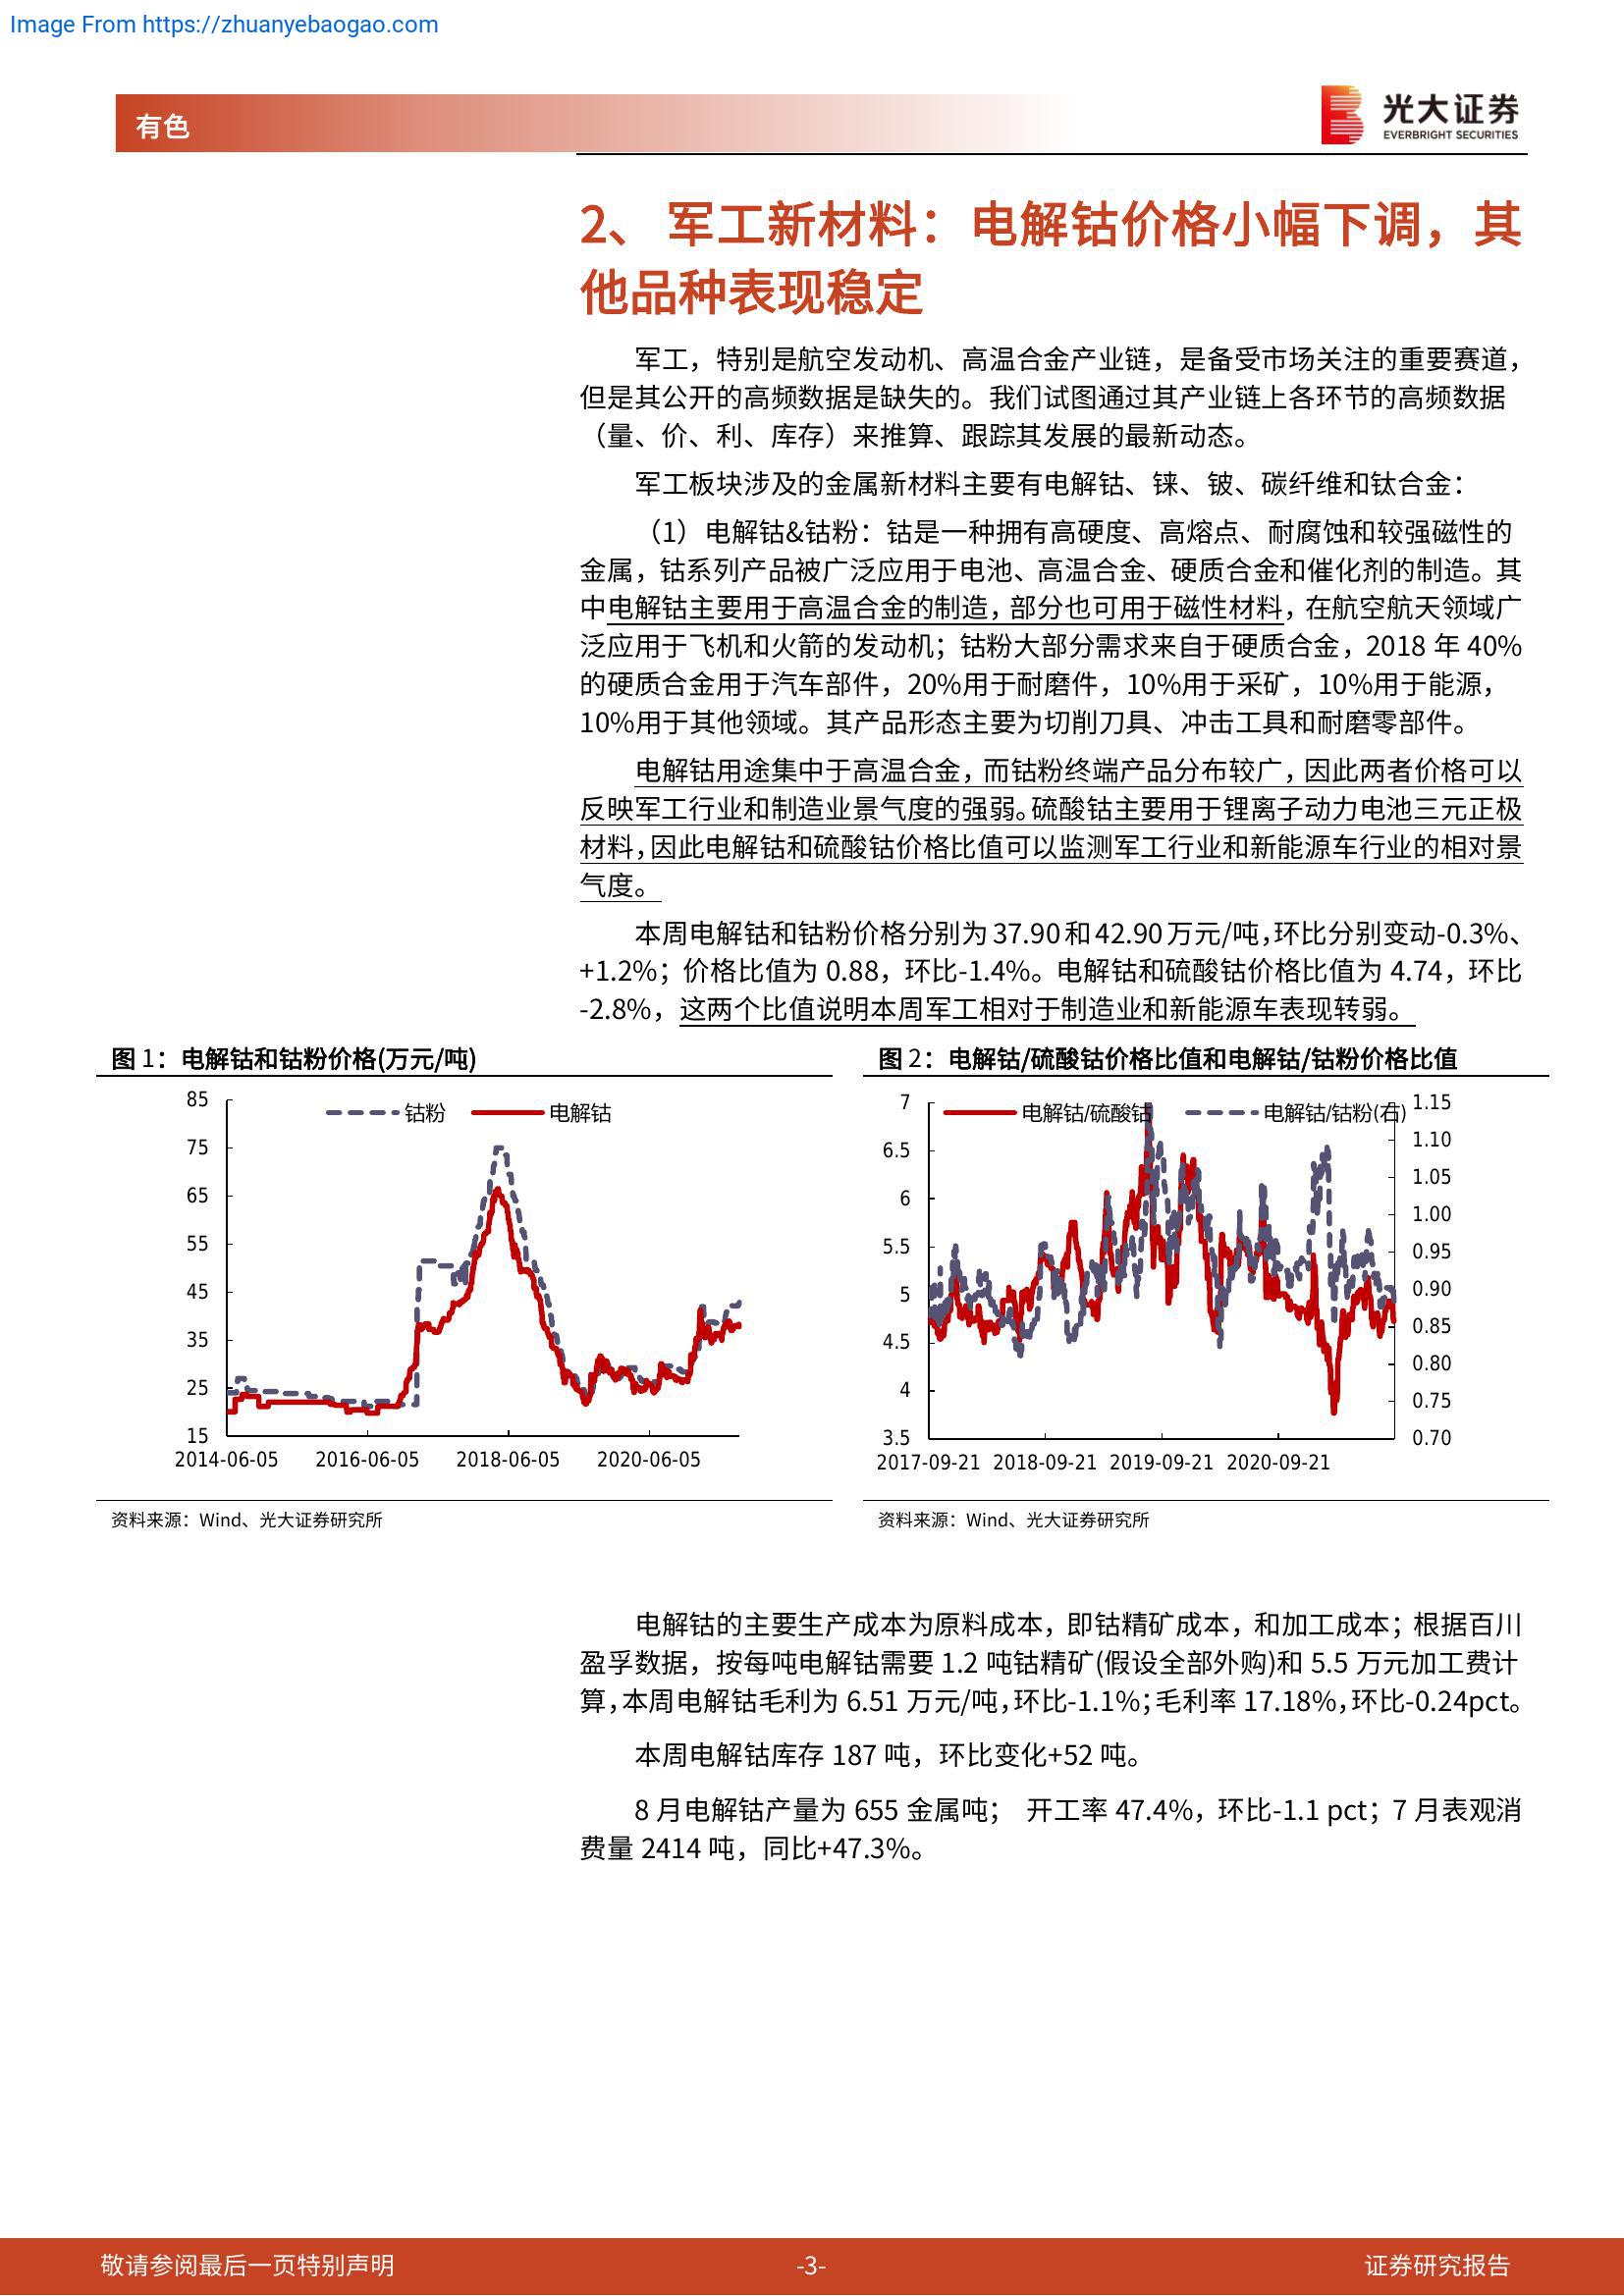 Image From https://zhuanyebaogao.com
有色
光大证券
EVERBRIGHT SECURITIES
2、 军工新材料：电解钴价格小幅下调，其
他品种表现稳定
军工，特别是航空发动机、高温合金产业链，是备受市场关注的重要赛道，
但是其公开的高频数据是缺失的。我们试图通过其产业链上各环节的高频数据
（量、价、利、库存）来推算、跟踪其发展的最新动态。
军工板块涉及的金属新材料主要有电解钴、铼、铍、碳纤维和钛合金：
（1）电解钴&钴粉：钴是一种拥有高硬度、高熔点、耐腐蚀和较强磁性的
金属，钴系列产品被广泛应用于电池、高温合金、硬质合金和催化剂的制造。其
中电解钴主要用于高温合金的制造，部分也可用于磁性材料，在航空航天领域广
泛应用于飞机和火箭的发动机；钴粉大部分需求来自于硬质合金，2018 年 40%
的硬质合金用于汽车部件，20%用于耐磨件，10%用于采矿，10%用于能源，
10%用于其他领域。其产品形态主要为切削刀具、冲击工具和耐磨零部件。
电解钴用途集中于高温合金，而钴粉终端产品分布较广，因此两者价格可以
反映军工行业和制造业景气度的强弱。硫酸钴主要用于锂离子动力电池三元正极
材料，因此电解钴和硫酸钴价格比值可以监测军工行业和新能源车行业的相对景
气度。
本周电解钴和钴粉价格分别为 37.90 和 42.90 万元/吨，环比分别变动-0.3%、
+1.2%；价格比值为 0.88，环比-1.4%。电解钴和硫酸钴价格比值为 4.74，环比
-2.8%，这两个比值说明本周军工相对于制造业和新能源车表现转弱。
图 1：电解钴和钴粉价格(万元/吨)
85
75
65
55
45
35
25
15
钴粉 电解钴
2014-06-05 2016-06-05 2018-06-05 2020-06-05
资料来源：Wind、光大证券研究所
图 2：电解钴/硫酸钴价格比值和电解钴/钴粉价格比值
7
6.5
6
5.5
5
4.5
4
3.5
电解钴/硫酸钴 电解钴/钴粉(右)
1.15
1.10
1.05
1.00
0.95
0.90
0.85
0.80
0.75
0.70
2017-09-21 2018-09-21 2019-09-21 2020-09-21
资料来源：Wind、光大证券研究所
电解钴的主要生产成本为原料成本，即钴精矿成本，和加工成本；根据百川
盈孚数据，按每吨电解钴需要 1.2 吨钴精矿(假设全部外购)和 5.5 万元加工费计
算，本周电解钴毛利为 6.51 万元/吨，环比-1.1%；毛利率 17.18%，环比-0.24pct。
本周电解钴库存 187 吨，环比变化+52 吨。
8 月电解钴产量为 655 金属吨； 开工率 47.4%，环比-1.1 pct；7 月表观消
费量 2414 吨，同比+47.3%。
敬请参阅最后一页特别声明
-3-
证券研究报告